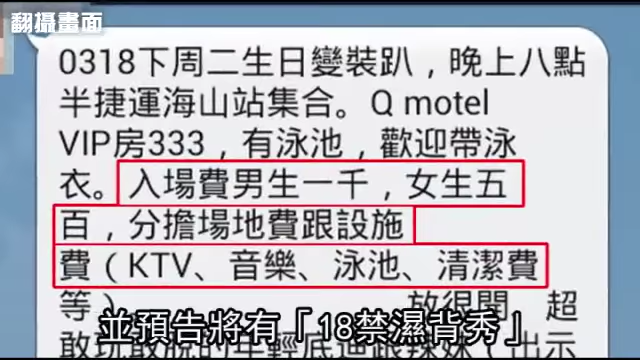 翻攝畫面
0318下周二生日變裝趴，晚上八點
半捷運海山站集合。Q motel
VIP房333，有泳池，歡迎帶泳
衣。入場費男生一千，女生五
百，分擔場地費跟設施
費（KTV、音樂、泳池、清潔費
等） 放很開 超
並預告將有「18禁濕背秀」